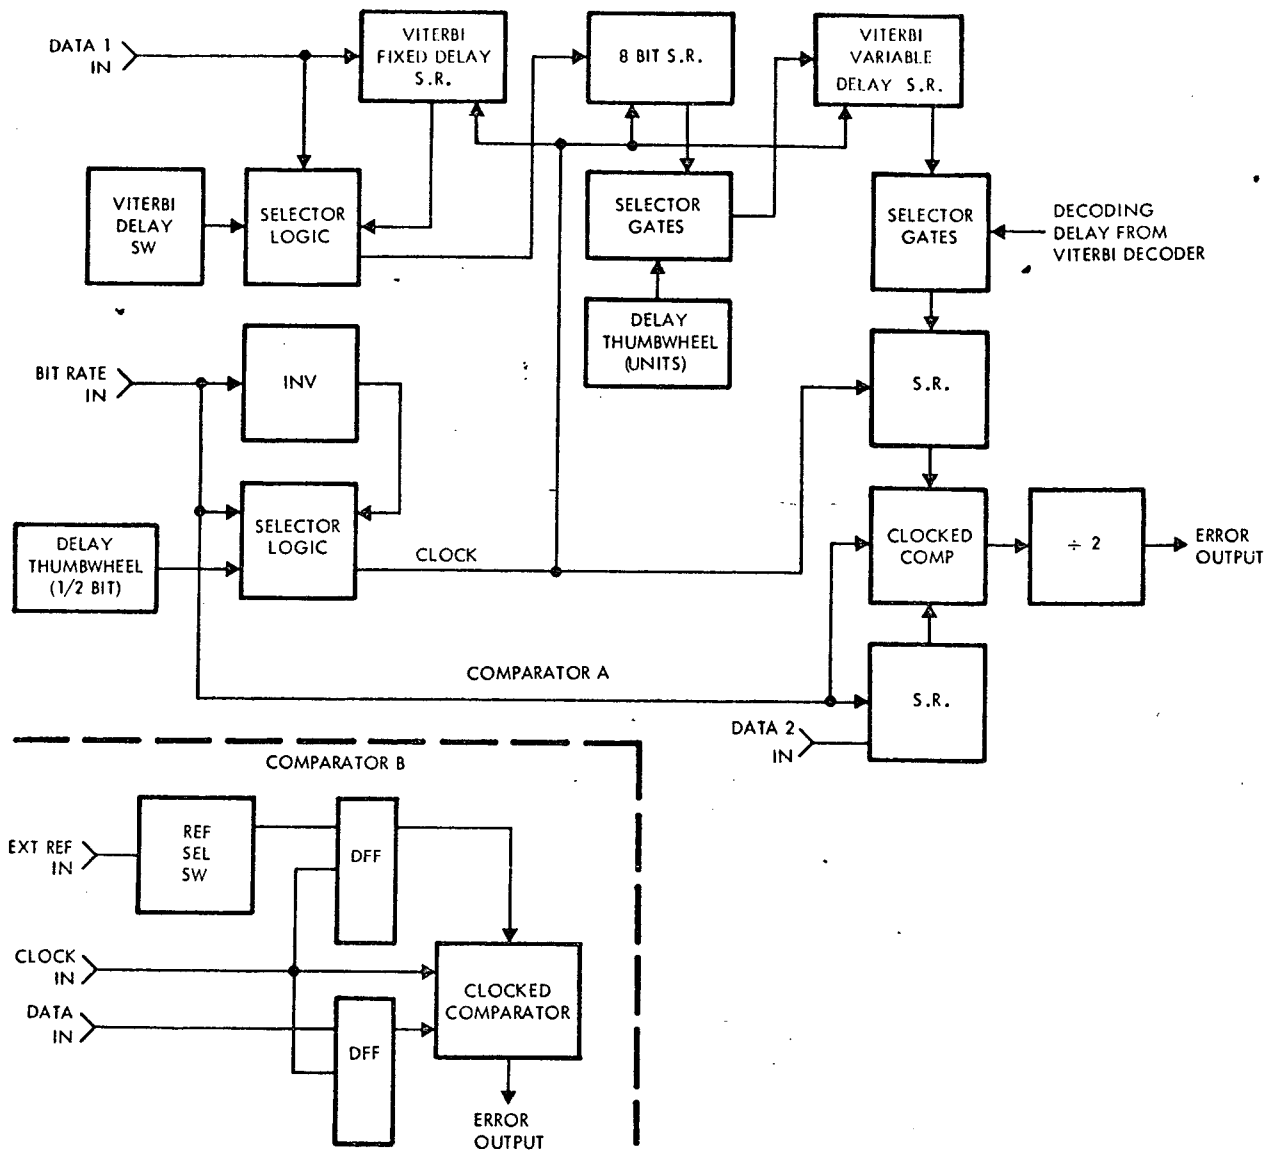 DATA 1
IN
VITERBI
FIXED DELAY
S.R.
8 BIT S.R.
VITERBI
VARIABLE
DELAY S.R.
VITERBI
DELAY
SW
SELECTOR
LOGIC
SELECTOR
GATES
SELECTOR
GATES
DECODING
DELAY FROM
VITERBI DECODER
DELAY
THUMBWHEEL
(UNITS)
BIT RATE
IN
INV
S.R.
DELAY
THUMBWHEEL
(1/2 BIT)
SELECTOR
LOGIC
CLOCK
CLOCKED
COMP
÷ 2
ERROR
OUTPUT
COMPARATOR A
S.R.
DATA 2
IN
COMPARATOR B
EXT REF
IN
REF
SEL
SW
DFF
CLOCK
IN
DATA
IN
DFF
CLOCKED
COMPARATOR
ERROR
OUTPUT